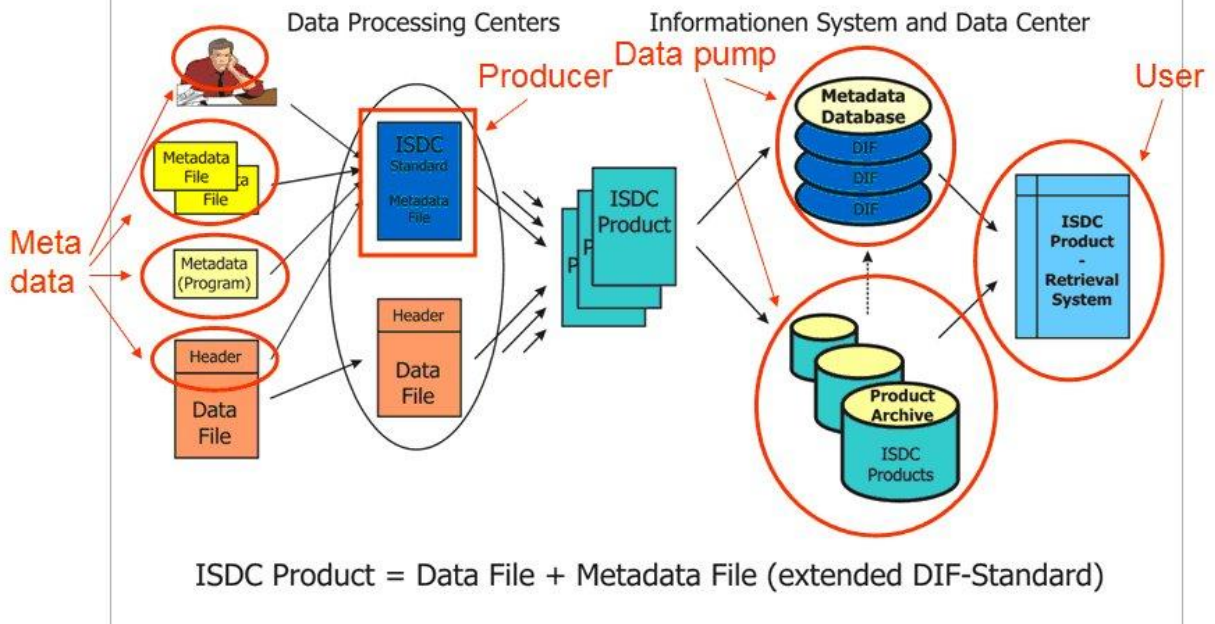 Data Processing Centers
Informationen System and Data Center
Data pump
Producer
User
Meta
data
Metadata
File
ta
File
Metadata
(Program)
Header
Data
File
ISDC
Standard
Metadata
File
Header
Data
File
ISDC
Product
P
P
Metadata
Database
DIF
DIF
DIF
Product
Archive
ISDC
Products
ISDC
Product
-
Retrieval
System
ISDC Product = Data File + Metadata File (extended DIF-Standard)